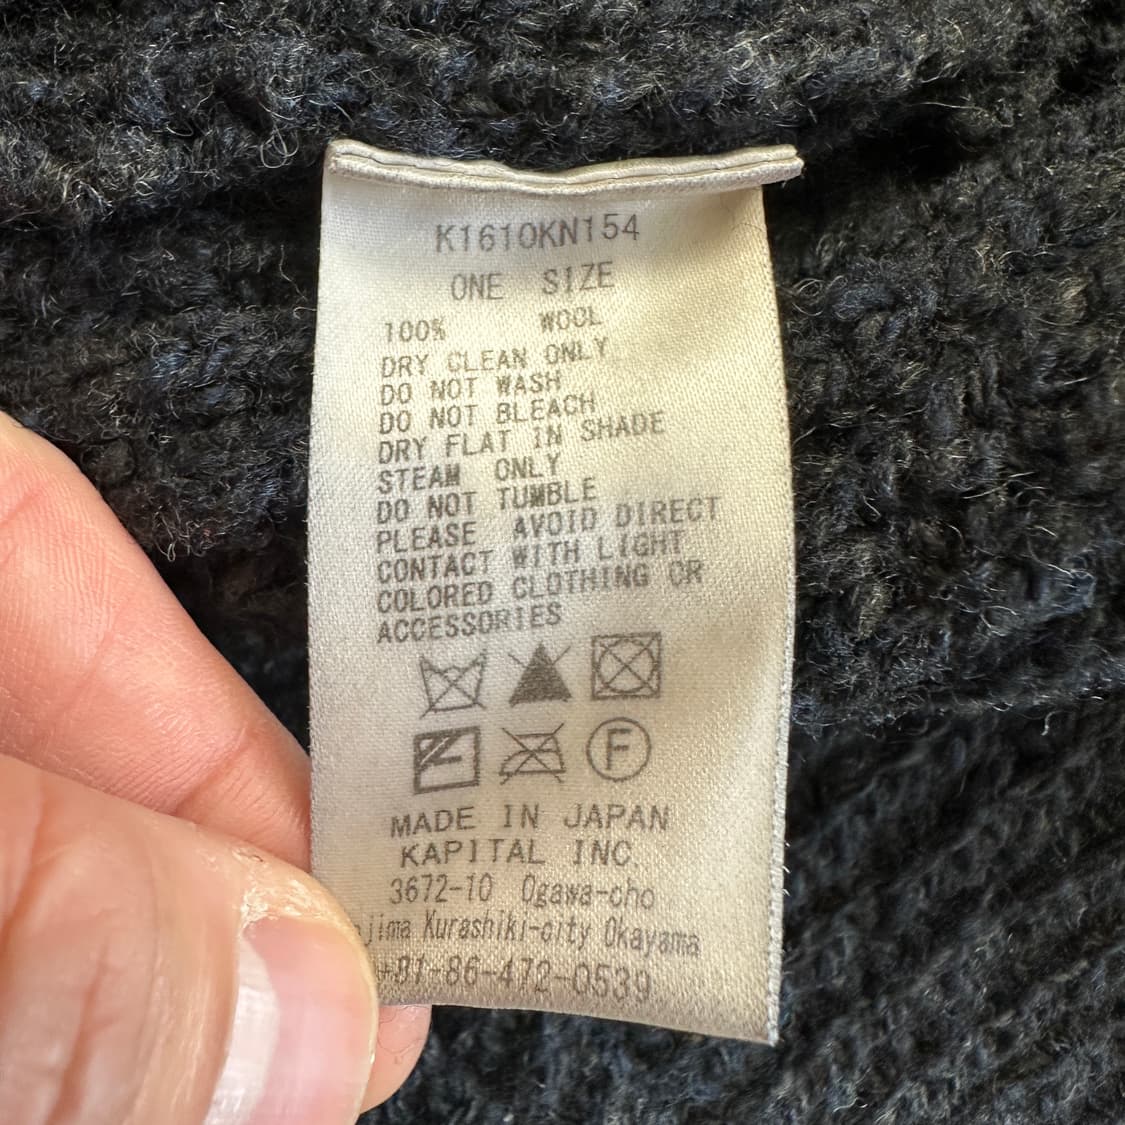 K1610KN154
ONE SIZE
100% WOOL
DRY CLEAN ONLY
DO NOT WASH
DO NOT BLEACH
DRY FLAT IN SHADE
STEAM ONLY
DO NOT TUMBLE
PLEASE AVOID DIRECT
CONTACT WITH LIGHT
COLORED CLOTHING OR
ACCESSORIES
F
MADE IN JAPAN
KAPITAL INC.
3672-10 Ogawa-cho
Kurashiki-city Okayama
+81-86-472-0539